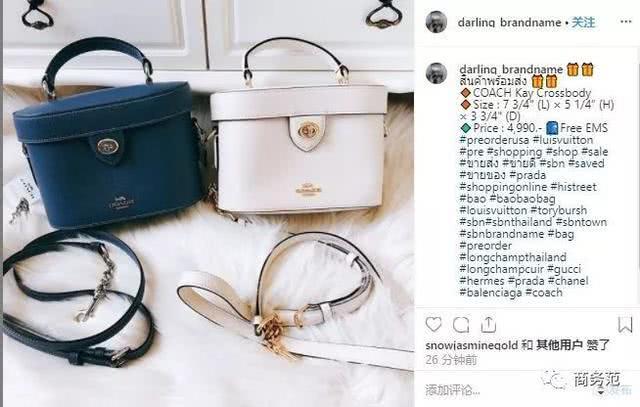 darling_brandname • 关注
darling_brandname 🎁🎁
สินค้าพร้อมส่ง 🎁🎁
🔶COACH Kay Crossbody
🔶Size : 7 3/4" (L) × 5 1/4" (H)
× 3 3/4" (D)
Price : 4,990.- Free EMS
#preorderusa #luisvuitton
#pre #shopping #shop #sale
#ขายส่ง #ขายดี #sbn #saved
#ขายของ #prada
#shoppingonline #histreet
#bao #baobaobag
#louisvuitton #torybursh
#sbn#sbnthailand #sbntown
#sbnbrandname #bag
#preorder
#longchampthailand
#longchampcuir #gucci
#hermes #prada #chanel
#balenciaga #coach
snowjasminegold 和 其他用户 赞了
26 分钟前
添加评论...
商务范
COACH